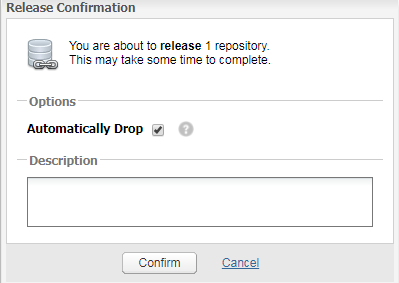 Release Confirmation
You are about to release 1 repository.
This may take some time to complete.
Options
Automatically Drop
?
Description
Confirm Cancel